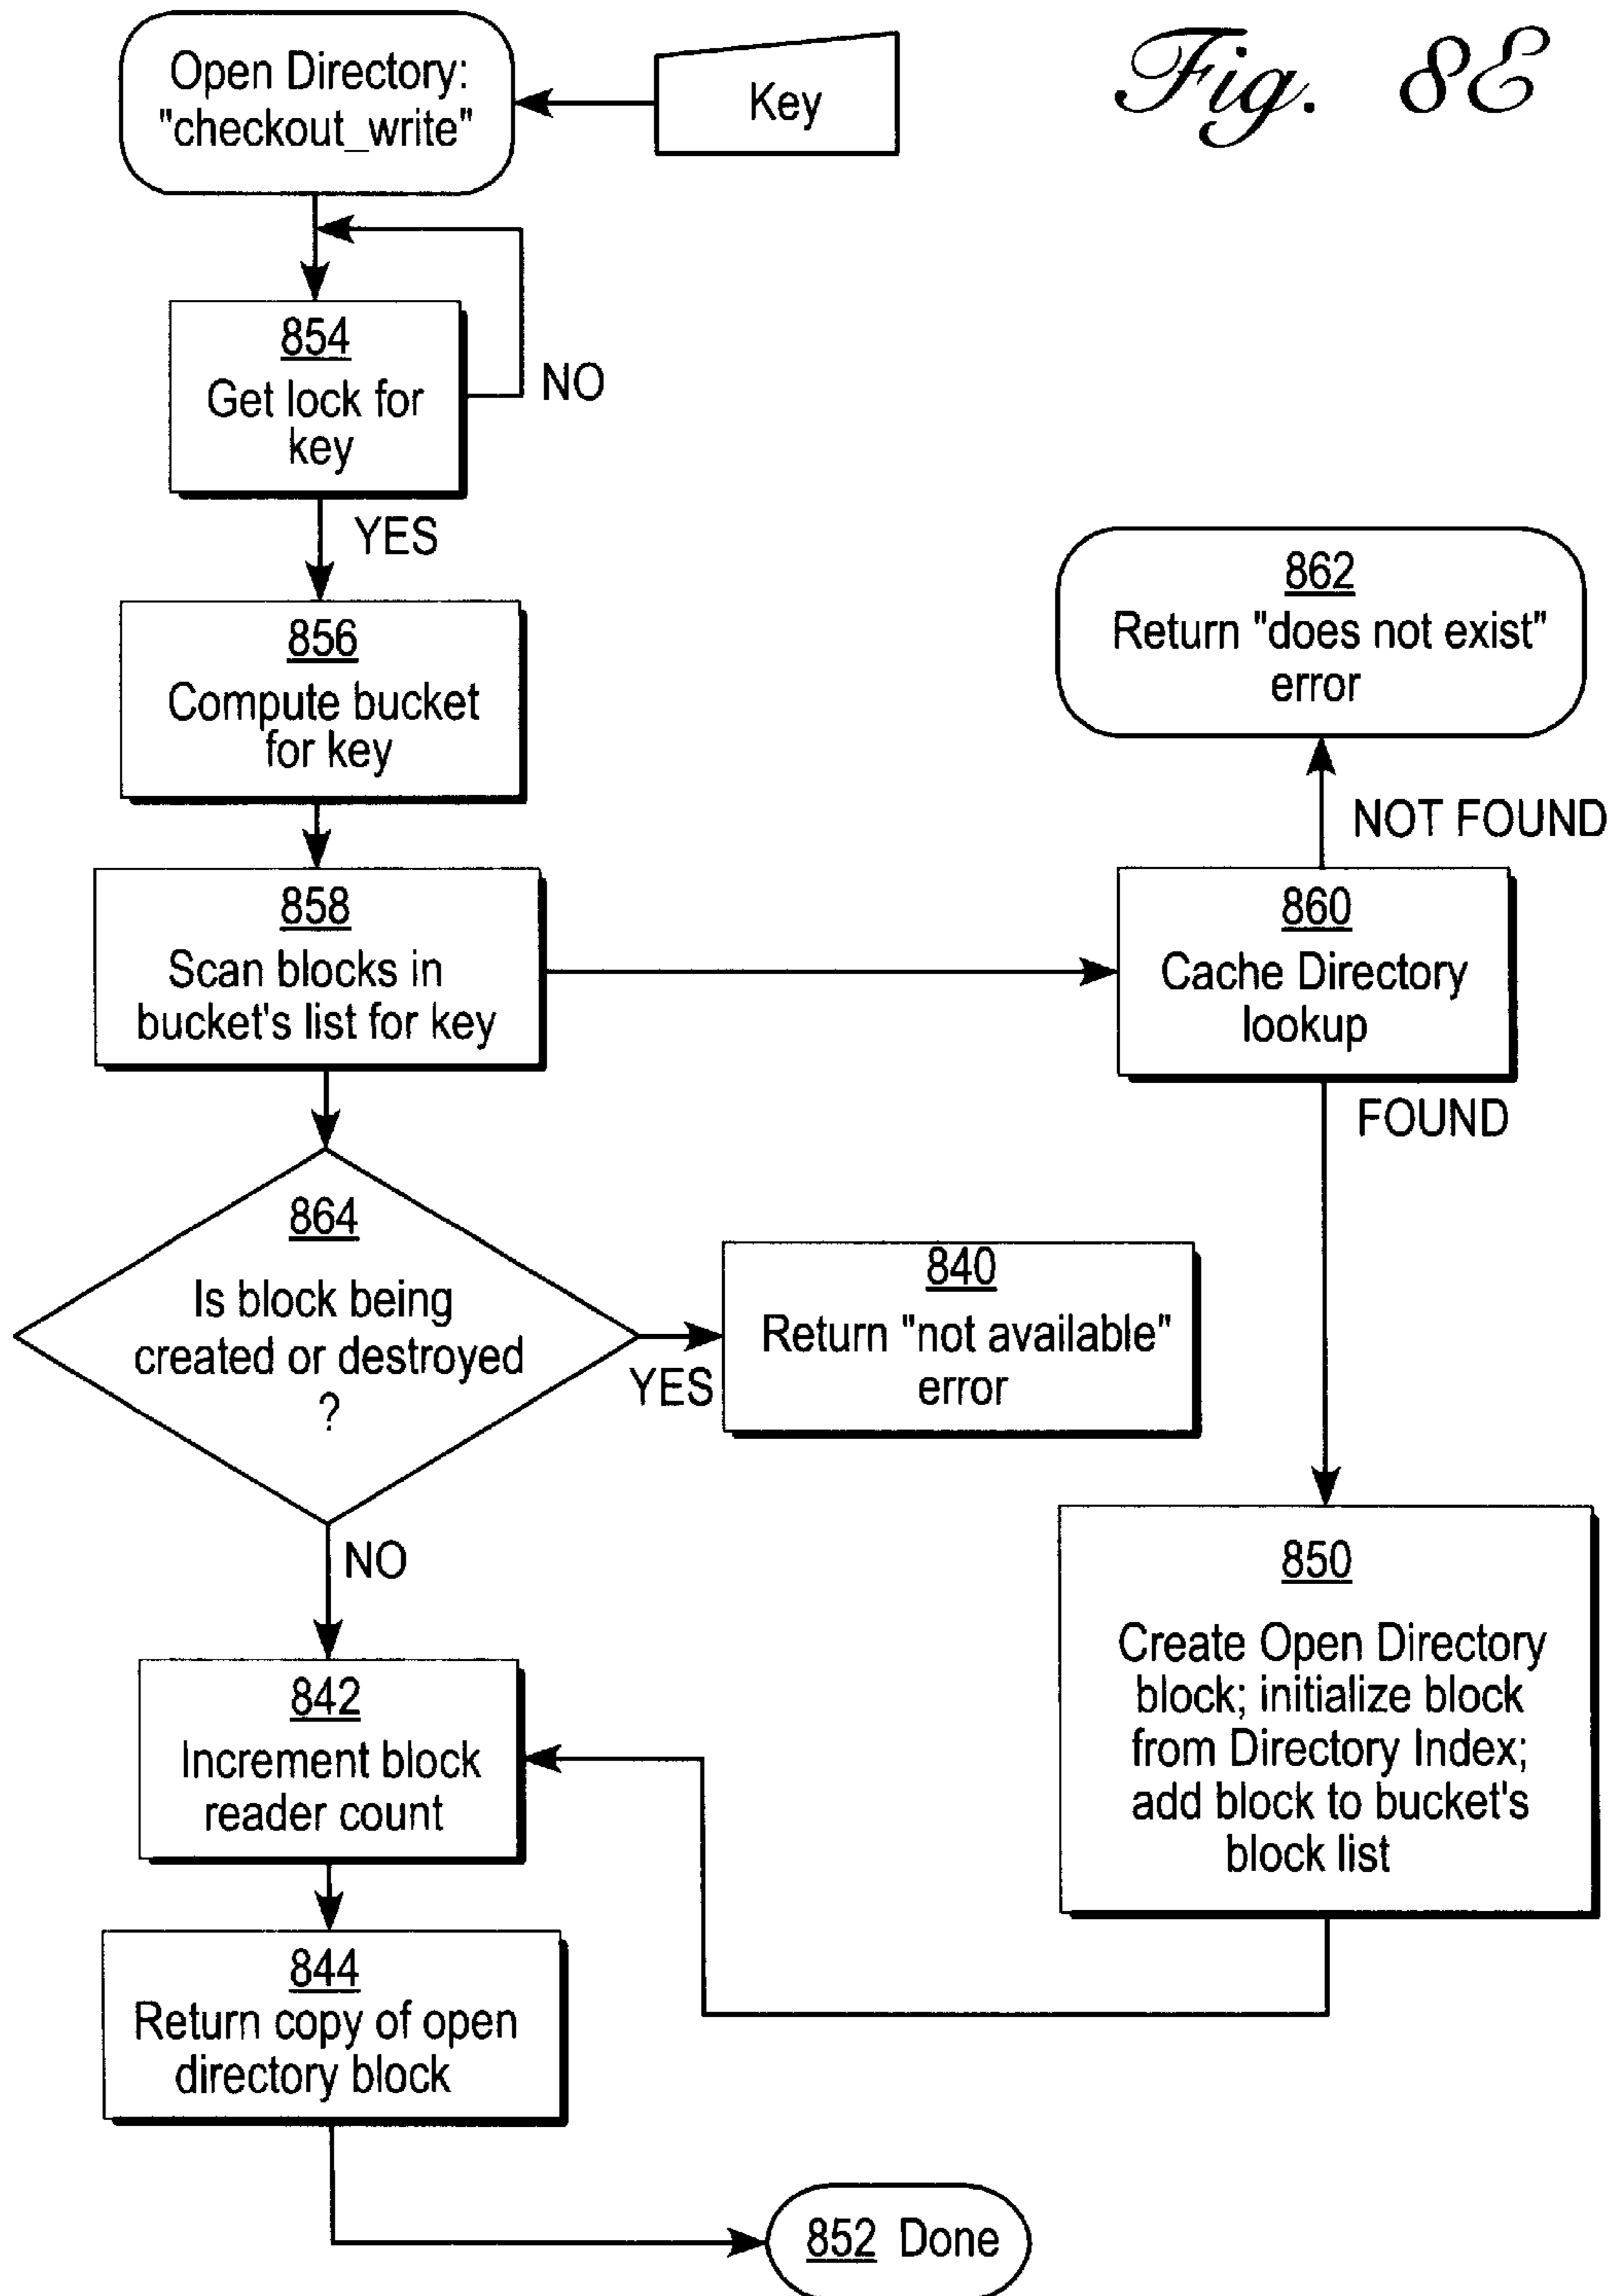 Fig. 8E
Open Directory:
"checkout_write"
Key
854
Get lock for
key
NO
YES
856
Compute bucket
for key
862
Return "does not exist"
error
NOT FOUND
858
Scan blocks in
bucket's list for key
860
Cache Directory
lookup
FOUND
864
Is block being
created or destroyed
?
YES
840
Return "not available"
error
NO
850
Create Open Directory
block; initialize block
from Directory Index;
add block to bucket's
block list
842
Increment block
reader count
844
Return copy of open
directory block
852 Done